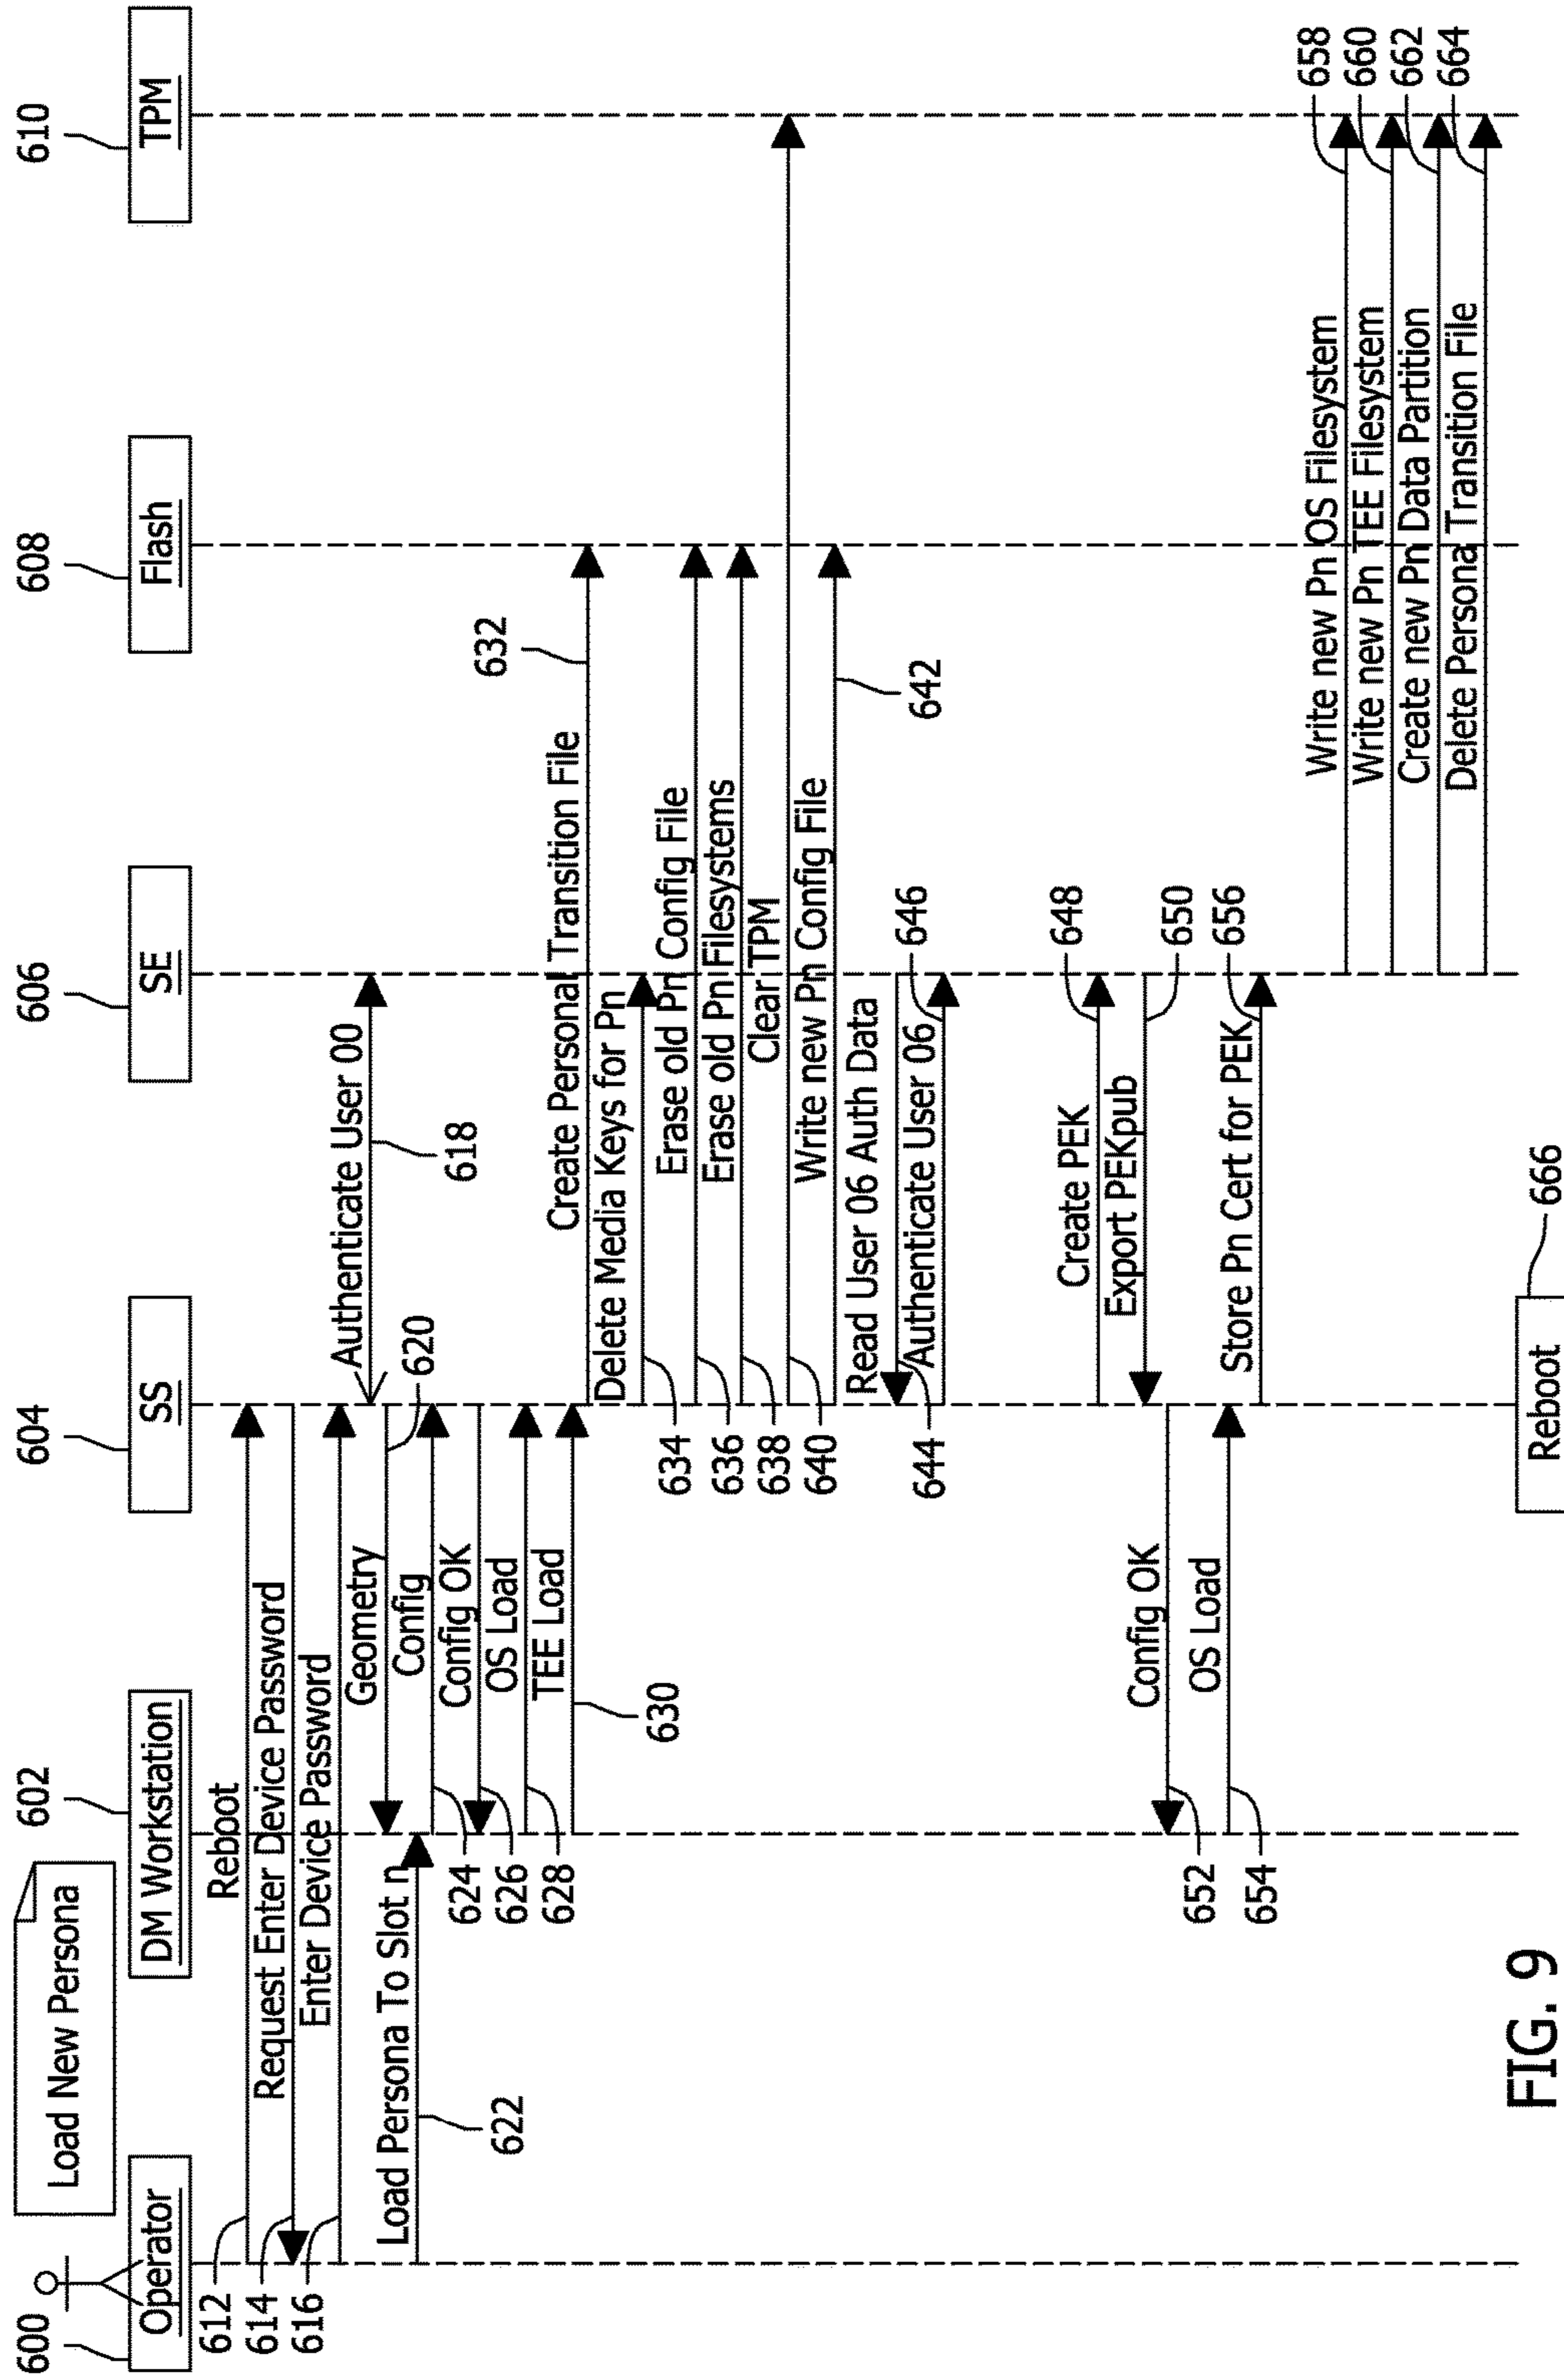 Load New Persona
600
602
604
606
608
610
Operator
DM Workstation
SS
SE
Flash
TPM
Reboot
612
Request Enter Device Password
614
Enter Device Password
616
Authenticate User 00
618
Geometry
620
Load Persona To Slot n
622
Config
624
Config OK
626
OS Load
628
TEE Load
630
Create Personal Transition File
632
Delete Media Keys for Pn
634
Erase old Pn Config File
636
Erase old Pn Filesystems
638
Clear TPM
640
Write new Pn Config File
642
Read User 06 Auth Data
644
Authenticate User 06
646
Create PEK
648
Export PEKpub
650
Config OK
652
OS Load
654
Store Pn Cert for PEK
656
Write new Pn OS Filesystem
658
Write new Pn TEE Filesystem
660
Create new Pn Data Partition
662
Delete Persona Transition File
664
Reboot
666
FIG. 9